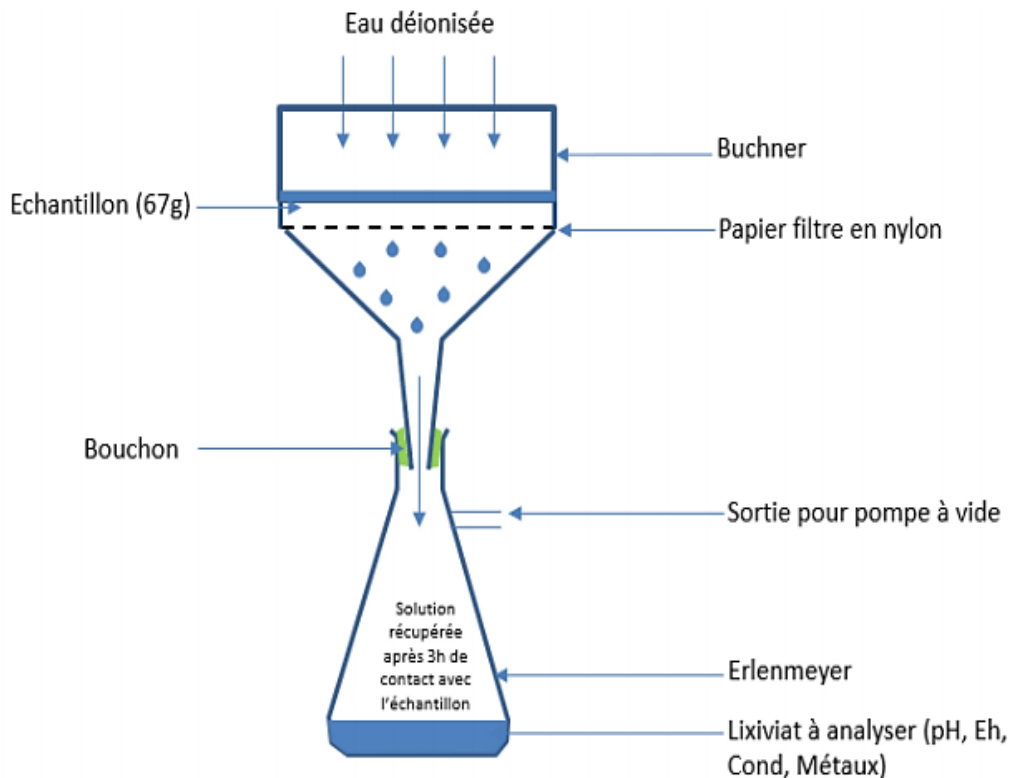 Eau déionisée
Buchner
Echantillon (67g)
Papier filtre en nylon
Bouchon
Sortie pour pompe à vide
Solution
récupérée
après 3h de
contact avec
l'échantillon
Erlenmeyer
Lixiviat à analyser (pH, Eh,
Cond, Métaux)